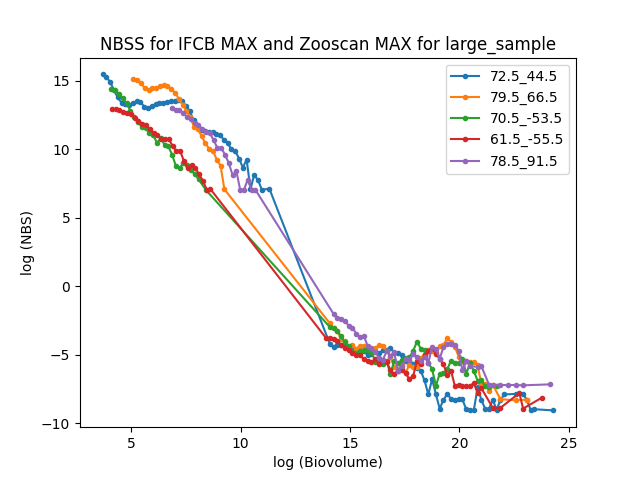 NBSS for IFCB MAX and Zooscan MAX for large_sample
72.5_44.5
79.5_66.5
70.5_-53.5
61.5_-55.5
78.5_91.5
15
10
5
0
−5
−10
log (NBS)
5 10 15 20 25
log (Biovolume)